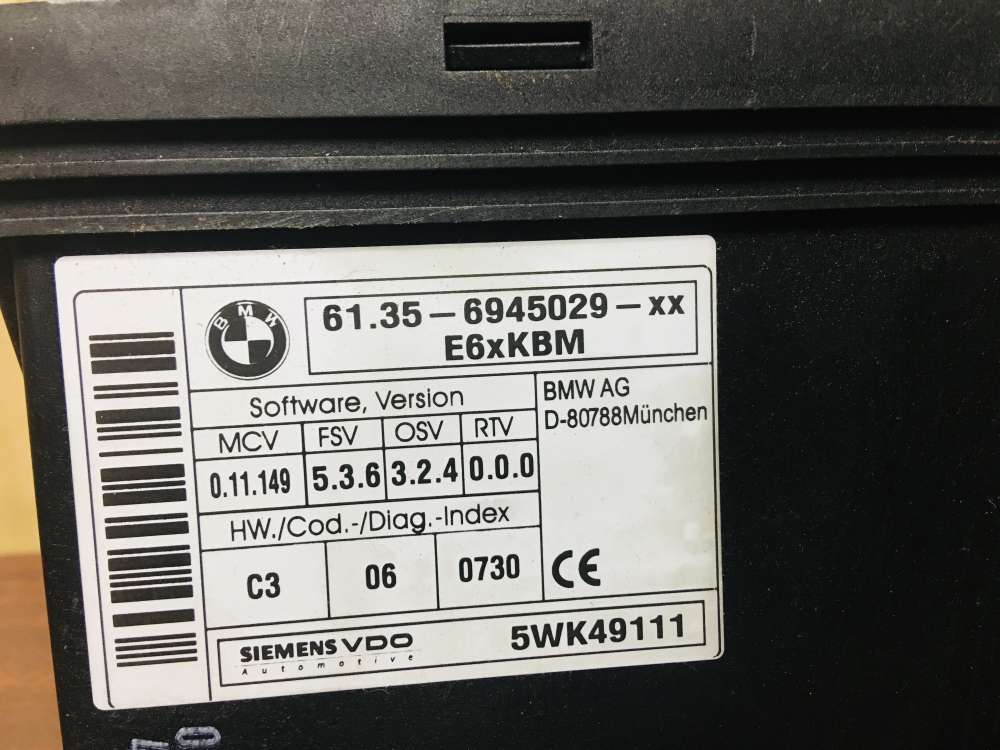 BMW
61.35-6945029-xx
E6xKBM
Software, Version
MCV FSV OSV RTV
0.11.149 5.3.6 3.2.4 0.0.0
BMW AG
D-80788München
HW./Cod.-/Diag.-Index
C3 06 0730
CE
SIEMENS VDO
Automotive
5WK49111